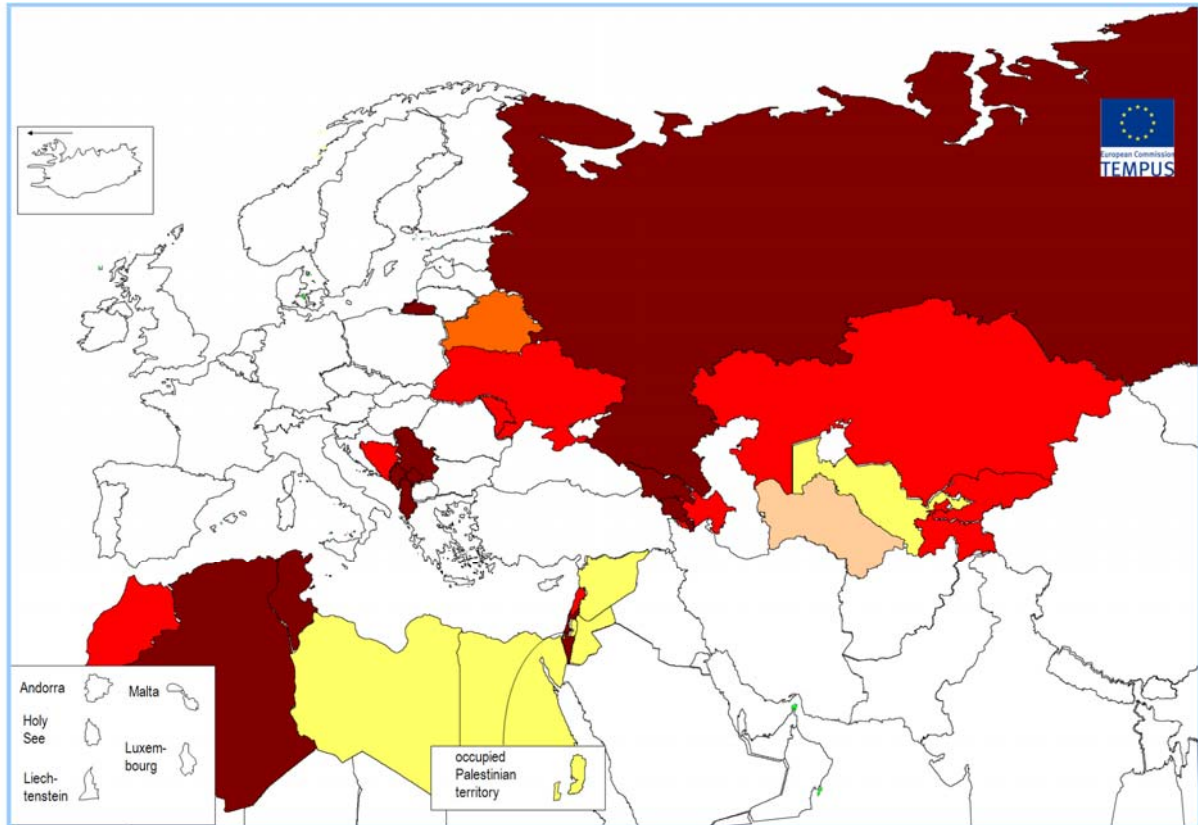 European Commission
TEMPUS
Andorra
Malta
Holy
See
Luxem-
bourg
Liech-
tenstein
occupied
Palestinian
territory